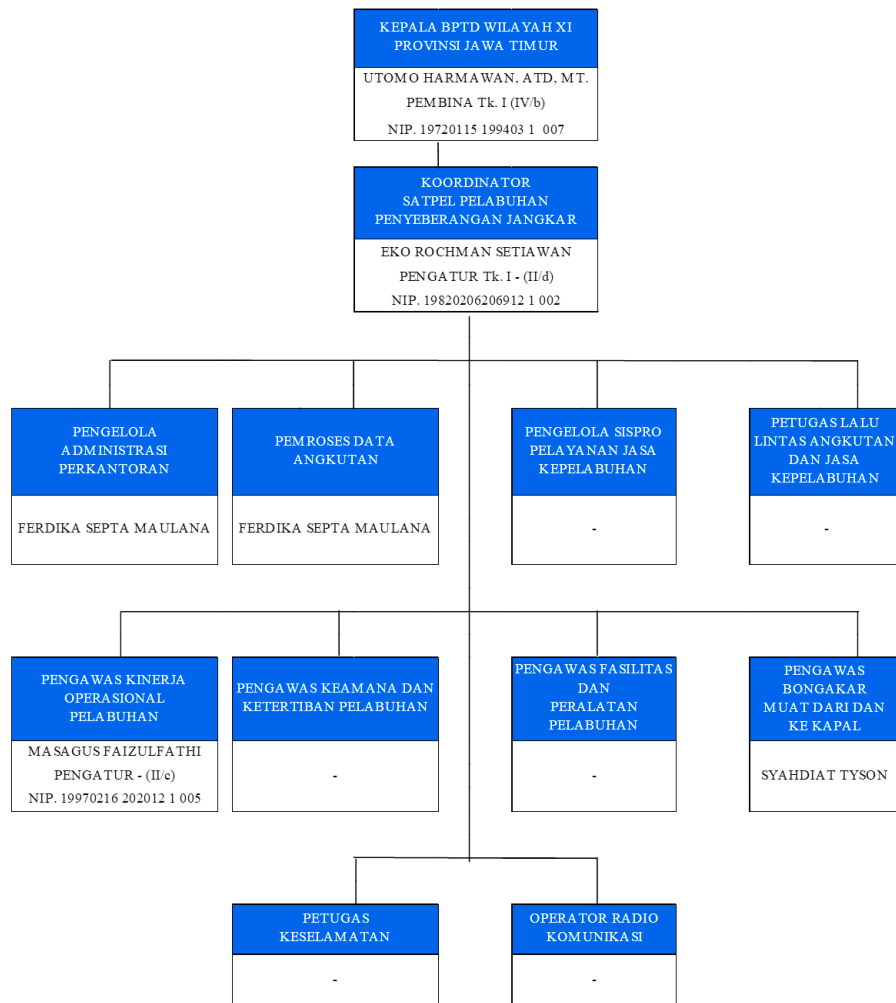 KEPALA BPTD WILAYAH XI
PROVINSI JAWA TIMUR
UTOMO HARMAWAN, ATD, MT.
PEMBINA Tk. I (IV/b)
NIP. 19720115 199403 1 007
KOORDINATOR
SATPEL PELABUHAN
PENYEBERANGAN JANGKAR
EKO ROCHMAN SETIAWAN
PENGATUR Tk. I - (II/d)
NIP. 19820206206912 1 002
PENGELOLA
ADMINISTRASI
PERKANTORAN
FERDIKA SEPTA MAULANA
PEMROSES DATA
ANGKUTAN
FERDIKA SEPTA MAULANA
PENGELOLA SISPRO
PELAYANAN JASA
KEPELABUHAN
-
PETUGAS LALU
LINTAS ANGKUTAN
DAN JASA
KEPELABUHAN
-
PENGAWAS KINERJA
OPERASIONAL
PELABUHAN
MASAGUS FAIZULFATHI
PENGATUR - (II/c)
NIP. 19970216 202012 1 005
PENGAWAS KEAMANA DAN
KETERTIBAN PELABUHAN
-
PENGAWAS FASILITAS
DAN
PERALATAN
PELABUHAN
-
PENGAWAS
BONGAKAR
MUAT DARI DAN
KE KAPAL
SYAHDIAT TYSON
PETUGAS
KESELAMATAN
-
OPERATOR RADIO
KOMUNIKASI
-